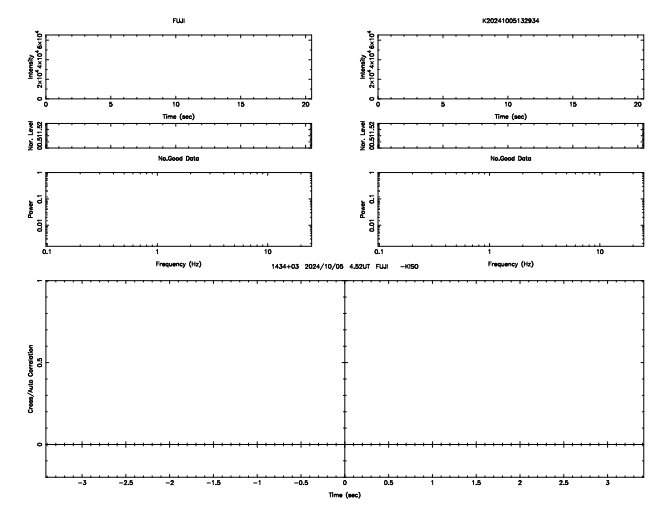 FUJI
K20241005132934
Intensity
0 2×10⁴ 4×10⁴ 6×10⁴
0 5 10 15 20
Time (sec)
Intensity
0 2×10⁴ 4×10⁴ 6×10⁴
0 5 10 15 20
Time (sec)
Nor. Level
00.511.52
Nor. Level
00.511.52
No.Good Data
No.Good Data
Power
1
0.1
0.01
0.1 1 10
Frequency (Hz)
Power
1
0.1
0.01
0.1 1 10
Frequency (Hz)
1434+03 2024/10/05 4.52UT FUJI -KISO
Cross/Auto Correlation
1
0.5
0
-3 -2.5 -2 -1.5 -1 -0.5 0 0.5 1 1.5 2 2.5 3
Time (sec)